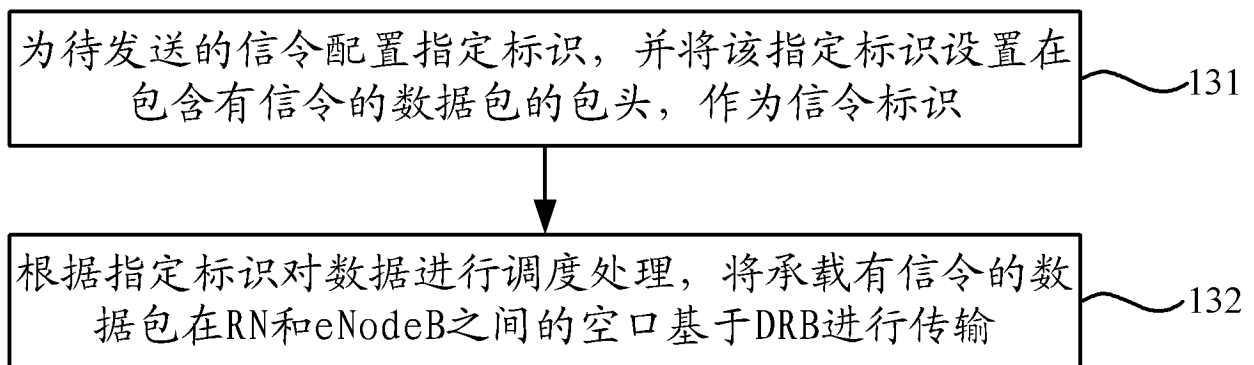 为待发送的信令配置指定标识，并将该指定标识设置在
包含有信令的数据包的包头，作为信令标识
131
根据指定标识对数据进行调度处理，将承载有信令的数
据包在RN和eNodeB之间的空口基于DRB进行传输
132